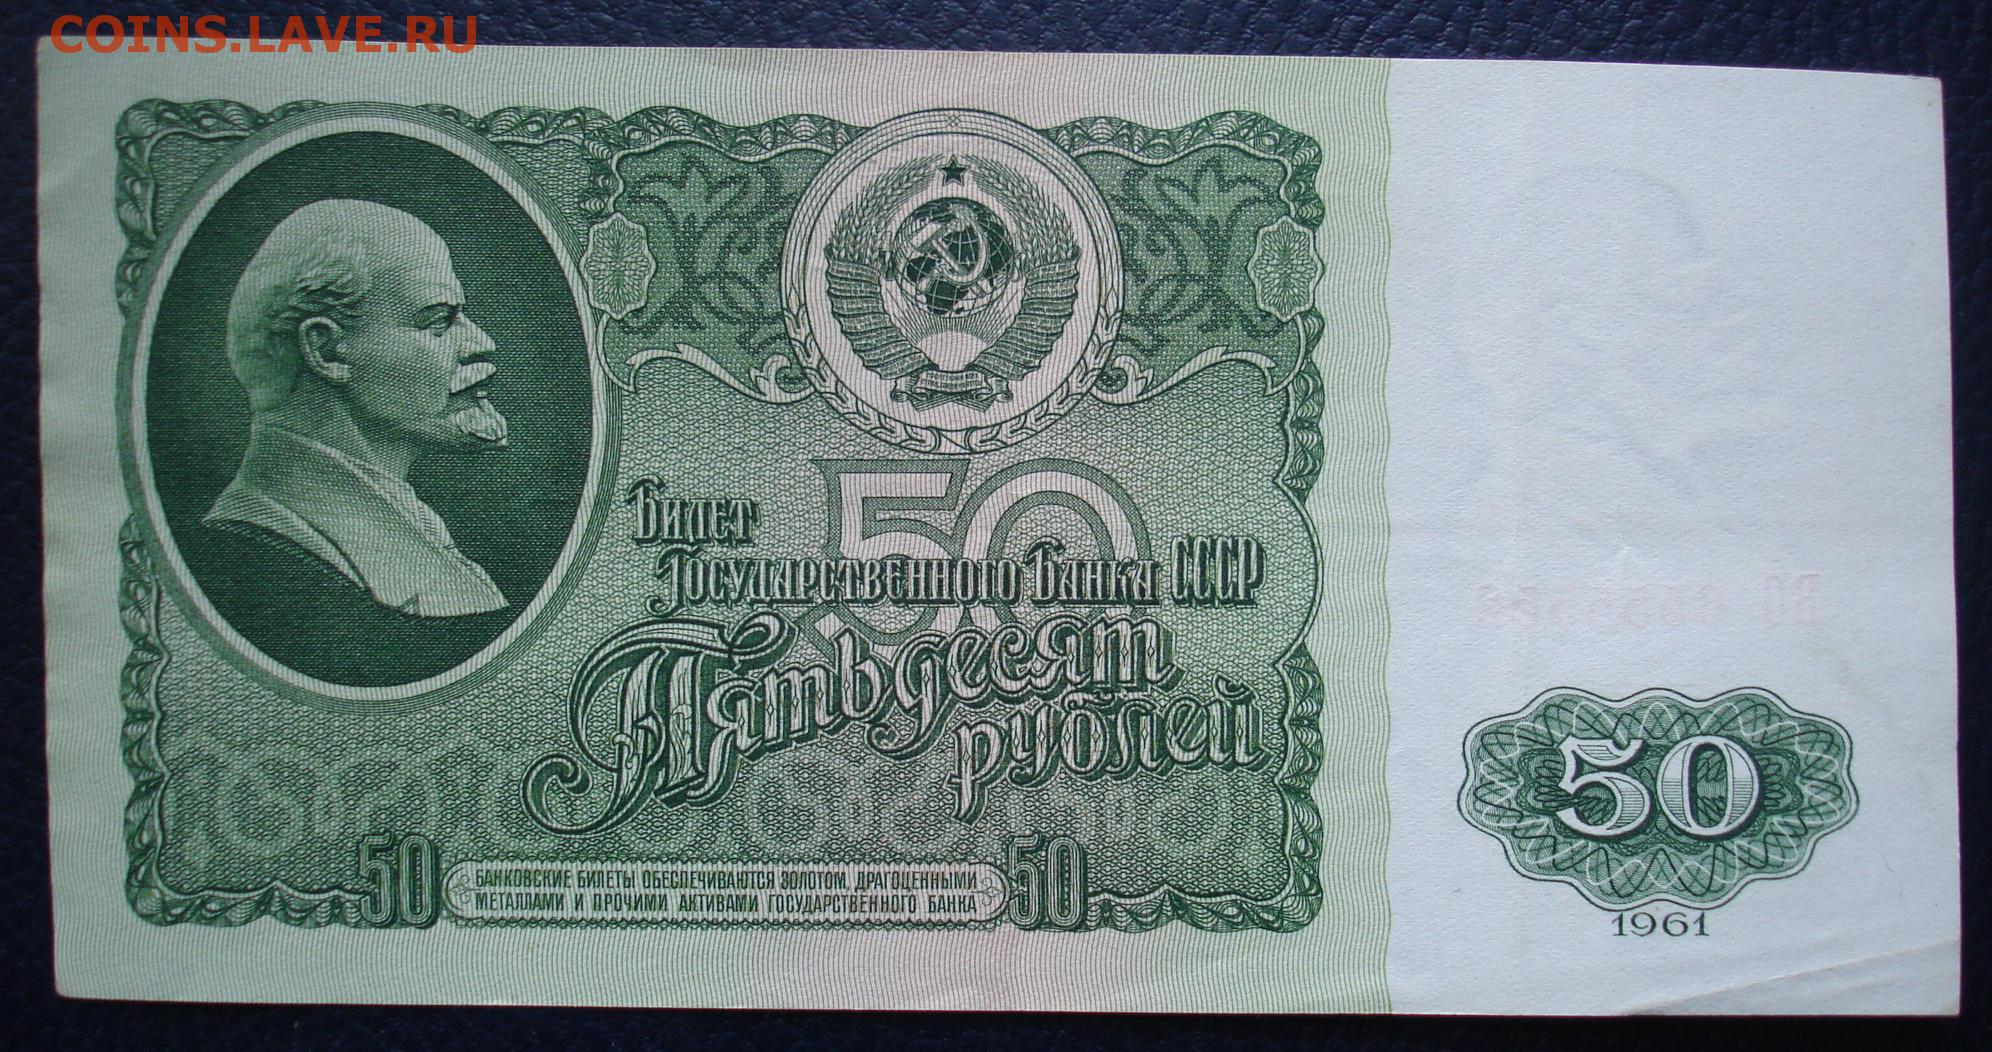 COINS.LAVE.RU
БИЛЕТ
ГОСУДАРСТВЕННОГО БАНКА СССР
50
Пятьдесят
рублей
50
БАНКОВСКИЕ БИЛЕТЫ ОБЕСПЕЧИВАЮТСЯ ЗОЛОТОМ, ДРАГОЦЕННЫМИ
МЕТАЛЛАМИ И ПРОЧИМИ АКТИВАМИ ГОСУДАРСТВЕННОГО БАНКА
50
50
1961